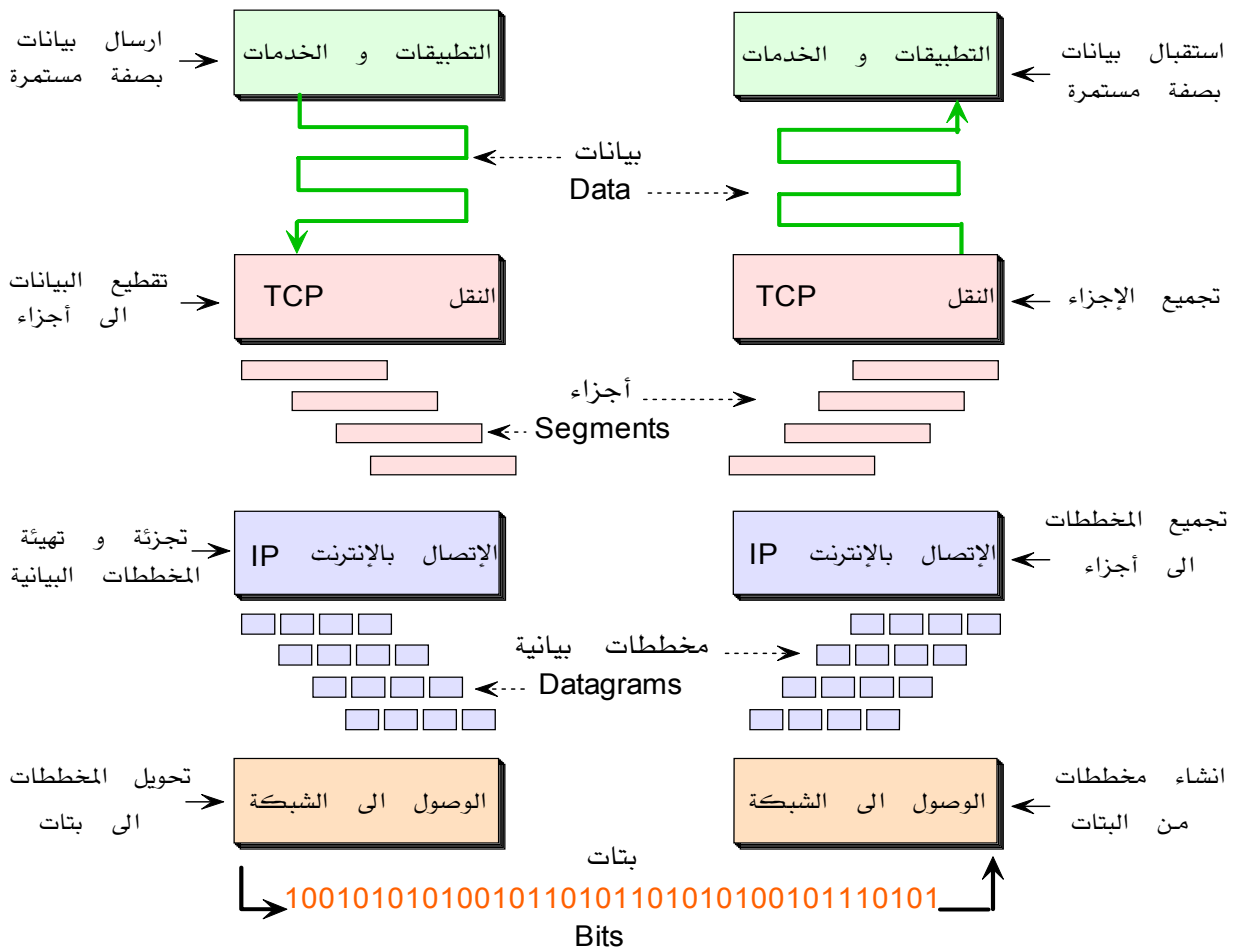 ارسال بيانات
بصفة مستمرة
التطبيقات و الخدمات
التطبيقات و الخدمات
استقبال بيانات
بصفة مستمرة
بيانات
Data
تقطيع البيانات
الى أجزاء
النقل TCP
النقل TCP
تجميع الإجزاء
أجزاء
Segments
تجزئة و تهيئة
المخططات البيانية
الإتصال بالإنترنت IP
الإتصال بالإنترنت IP
تجميع المخططات
الى أجزاء
مخططات بيانية
Datagrams
تحويل المخططات
الى بتات
الوصول الى الشبكة
الوصول الى الشبكة
انشاء مخططات
من البتات
بتات
1001010101001011010110101010010111​0101
Bits